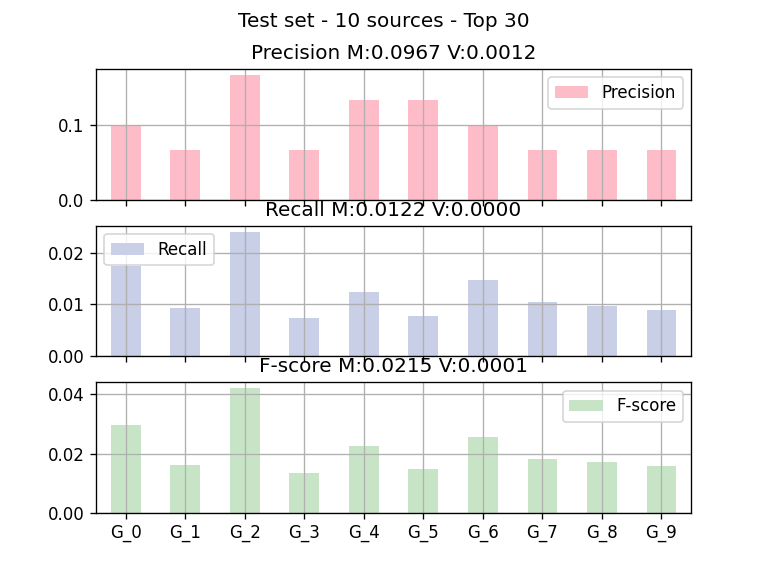 Test set - 10 sources - Top 30
Precision M:0.0967 V:0.0012
Precision
0.1
0.0
Recall M:0.0122 V:0.0000
Recall
0.02
0.01
0.00
F-score M:0.0215 V:0.0001
F-score
0.04
0.02
0.00
G_0 G_1 G_2 G_3 G_4 G_5 G_6 G_7 G_8 G_9